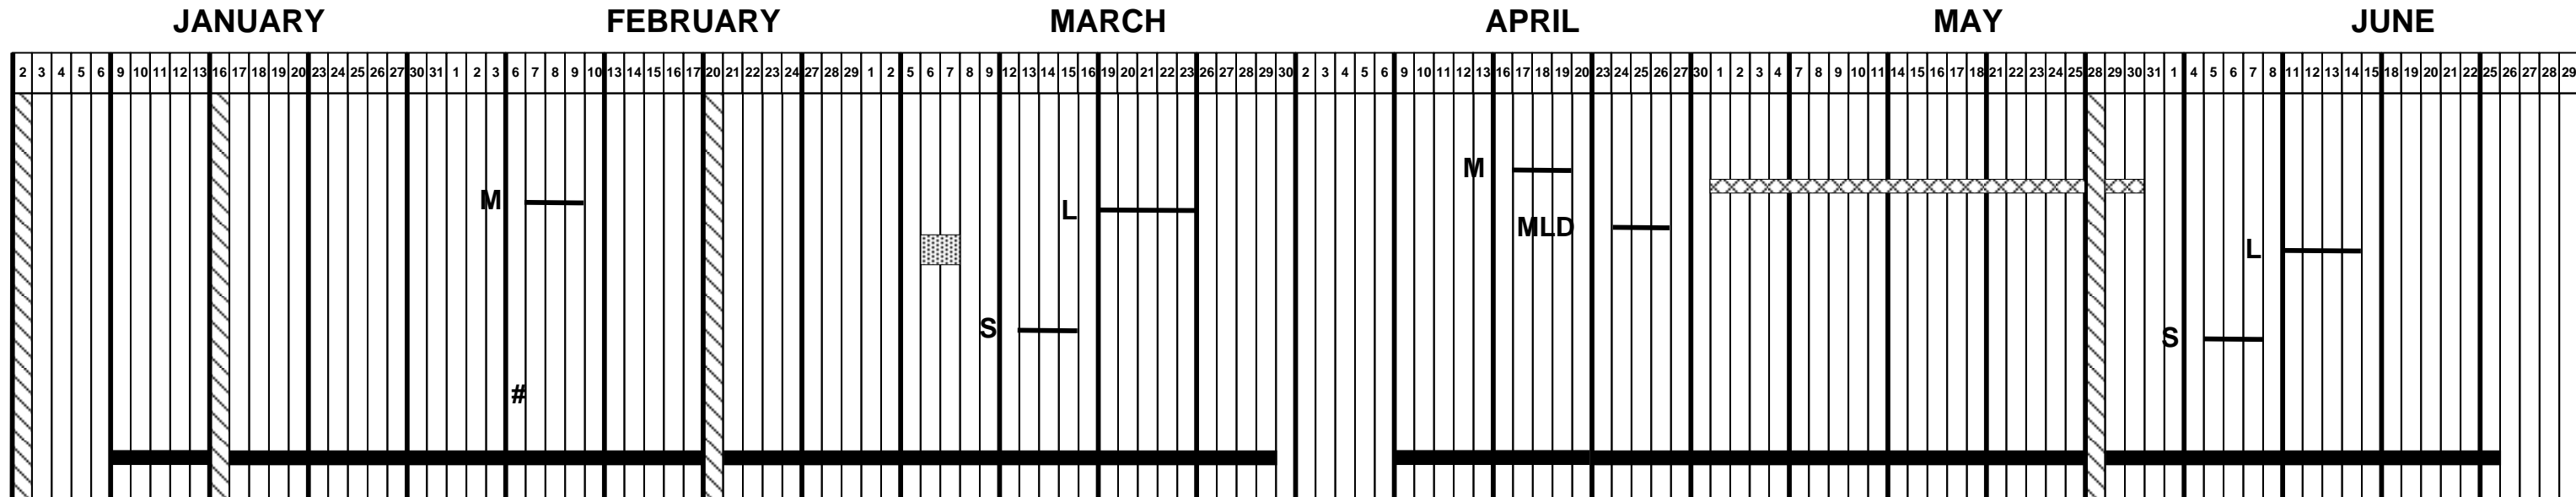 JANUARY FEBRUARY MARCH APRIL MAY JUNE
2 3 4 5 6 9 10 11 12 13 16 17 18 19 20 23 24 25 26 27 30 31 1 2 3 6 7 8 9 10 13 14 15 16 17 20 21 22 23 24 27 28 29 1 2 5 6 7 8 9 12 13 14 15 16 19 20 21 22 23 26 27 28 29 30 2 3 4 5 6 9 10 11 12 13 16 17 18 19 20 23 24 25 26 27 30 1 2 3 4 7 8 9 10 11 14 15 16 17 18 21 22 23 24 25 28 29 30 31 1 4 5 6 7 8 11 12 13 14 15 18 19 20 21 22 25 26 27 28 29
M
M L
MLD
L
S
S
#